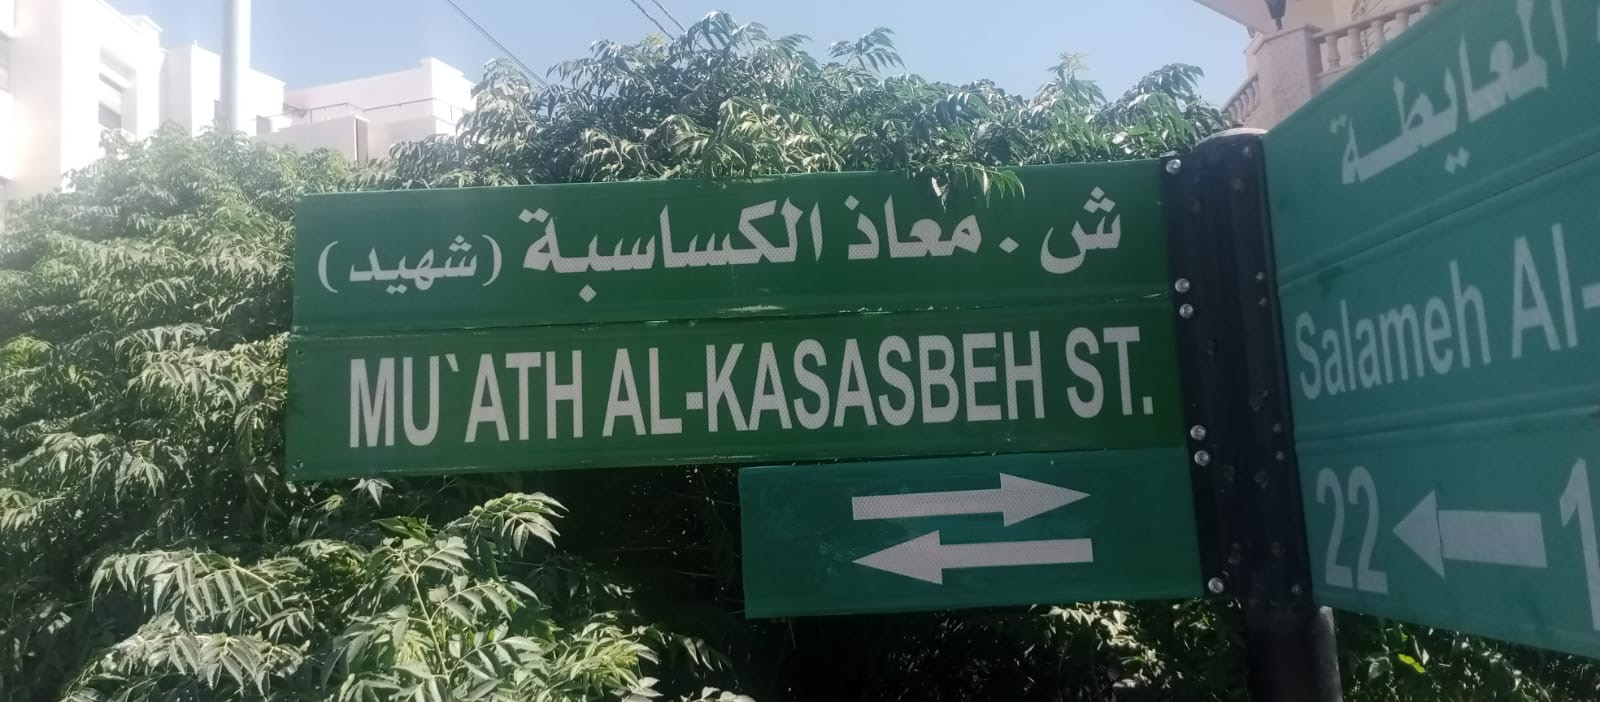 ش. معاذ الكساسبة (شهيد)
MU`ATH AL-KASASBEH ST.
المعايطة
Salameh Al-
22